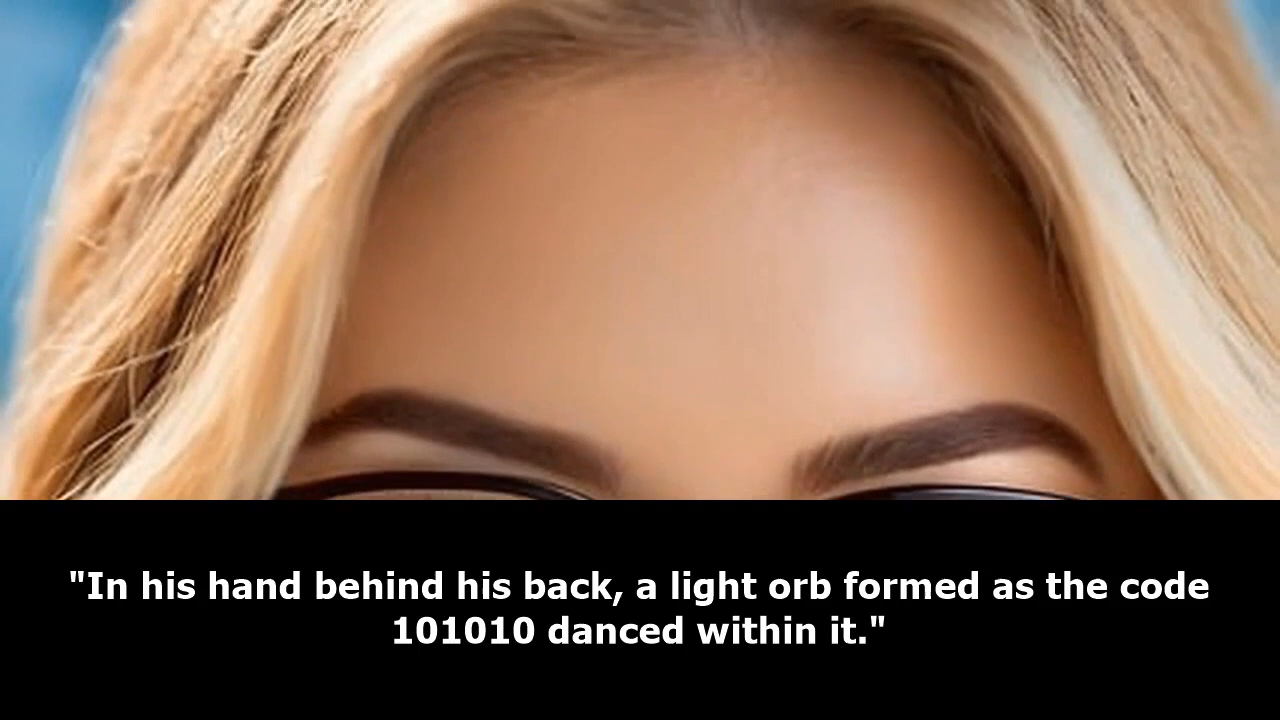 "In his hand behind his back, a light orb formed as the code
101010 danced within it."